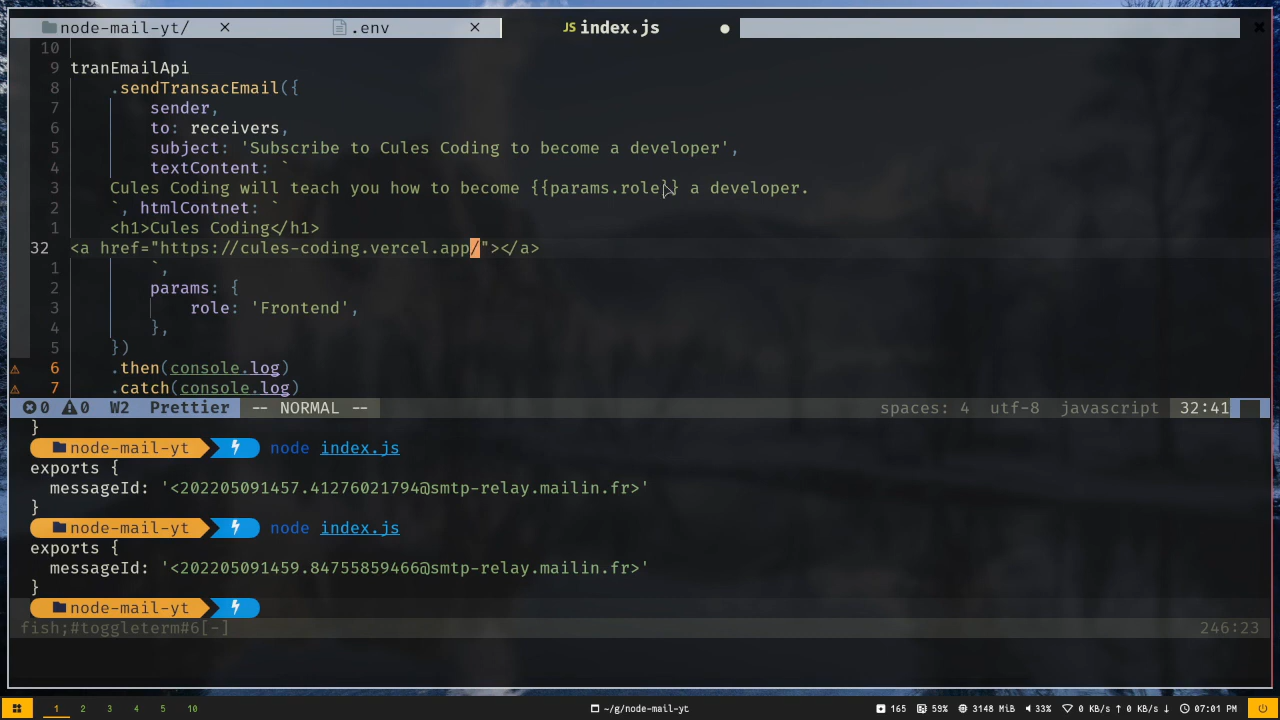 node-mail-yt/ × .env × JS index.js ● ×
10
9 tranEmailApi
8 .sendTransacEmail({
7 sender,
6 to: receivers,
5 subject: 'Subscribe to Cules Coding to become a developer',
4 textContent: `
3 Cules Coding will teach you how to become {{params.role}} a developer.
2 `, htmlContnet: `
1 <h1>Cules Coding</h1>
32 <a href="https://cules-coding.vercel.app/"></a>
1 `,
2 params: {
3 role: 'Frontend',
4 },
5 })
6 .then(console.log)
7 .catch(console.log)
0 0 W2 Prettier -- NORMAL -- spaces: 4 utf-8 javascript 32:41
}
node-mail-yt node index.js
exports {
messageId: '<202205091457.41276021794@smtp-relay.mailin.fr>'
}
node-mail-yt node index.js
exports {
messageId: '<202205091459.84755859466@smtp-relay.mailin.fr>'
}
node-mail-yt
fish;#toggleterm#6[-] 246:23
1 2 3 4 5 10 ~/g/node-mail-yt 165 59% 3148 MiB 33% 0 KB/s ↑ 0 KB/s ↓ 07:01 PM